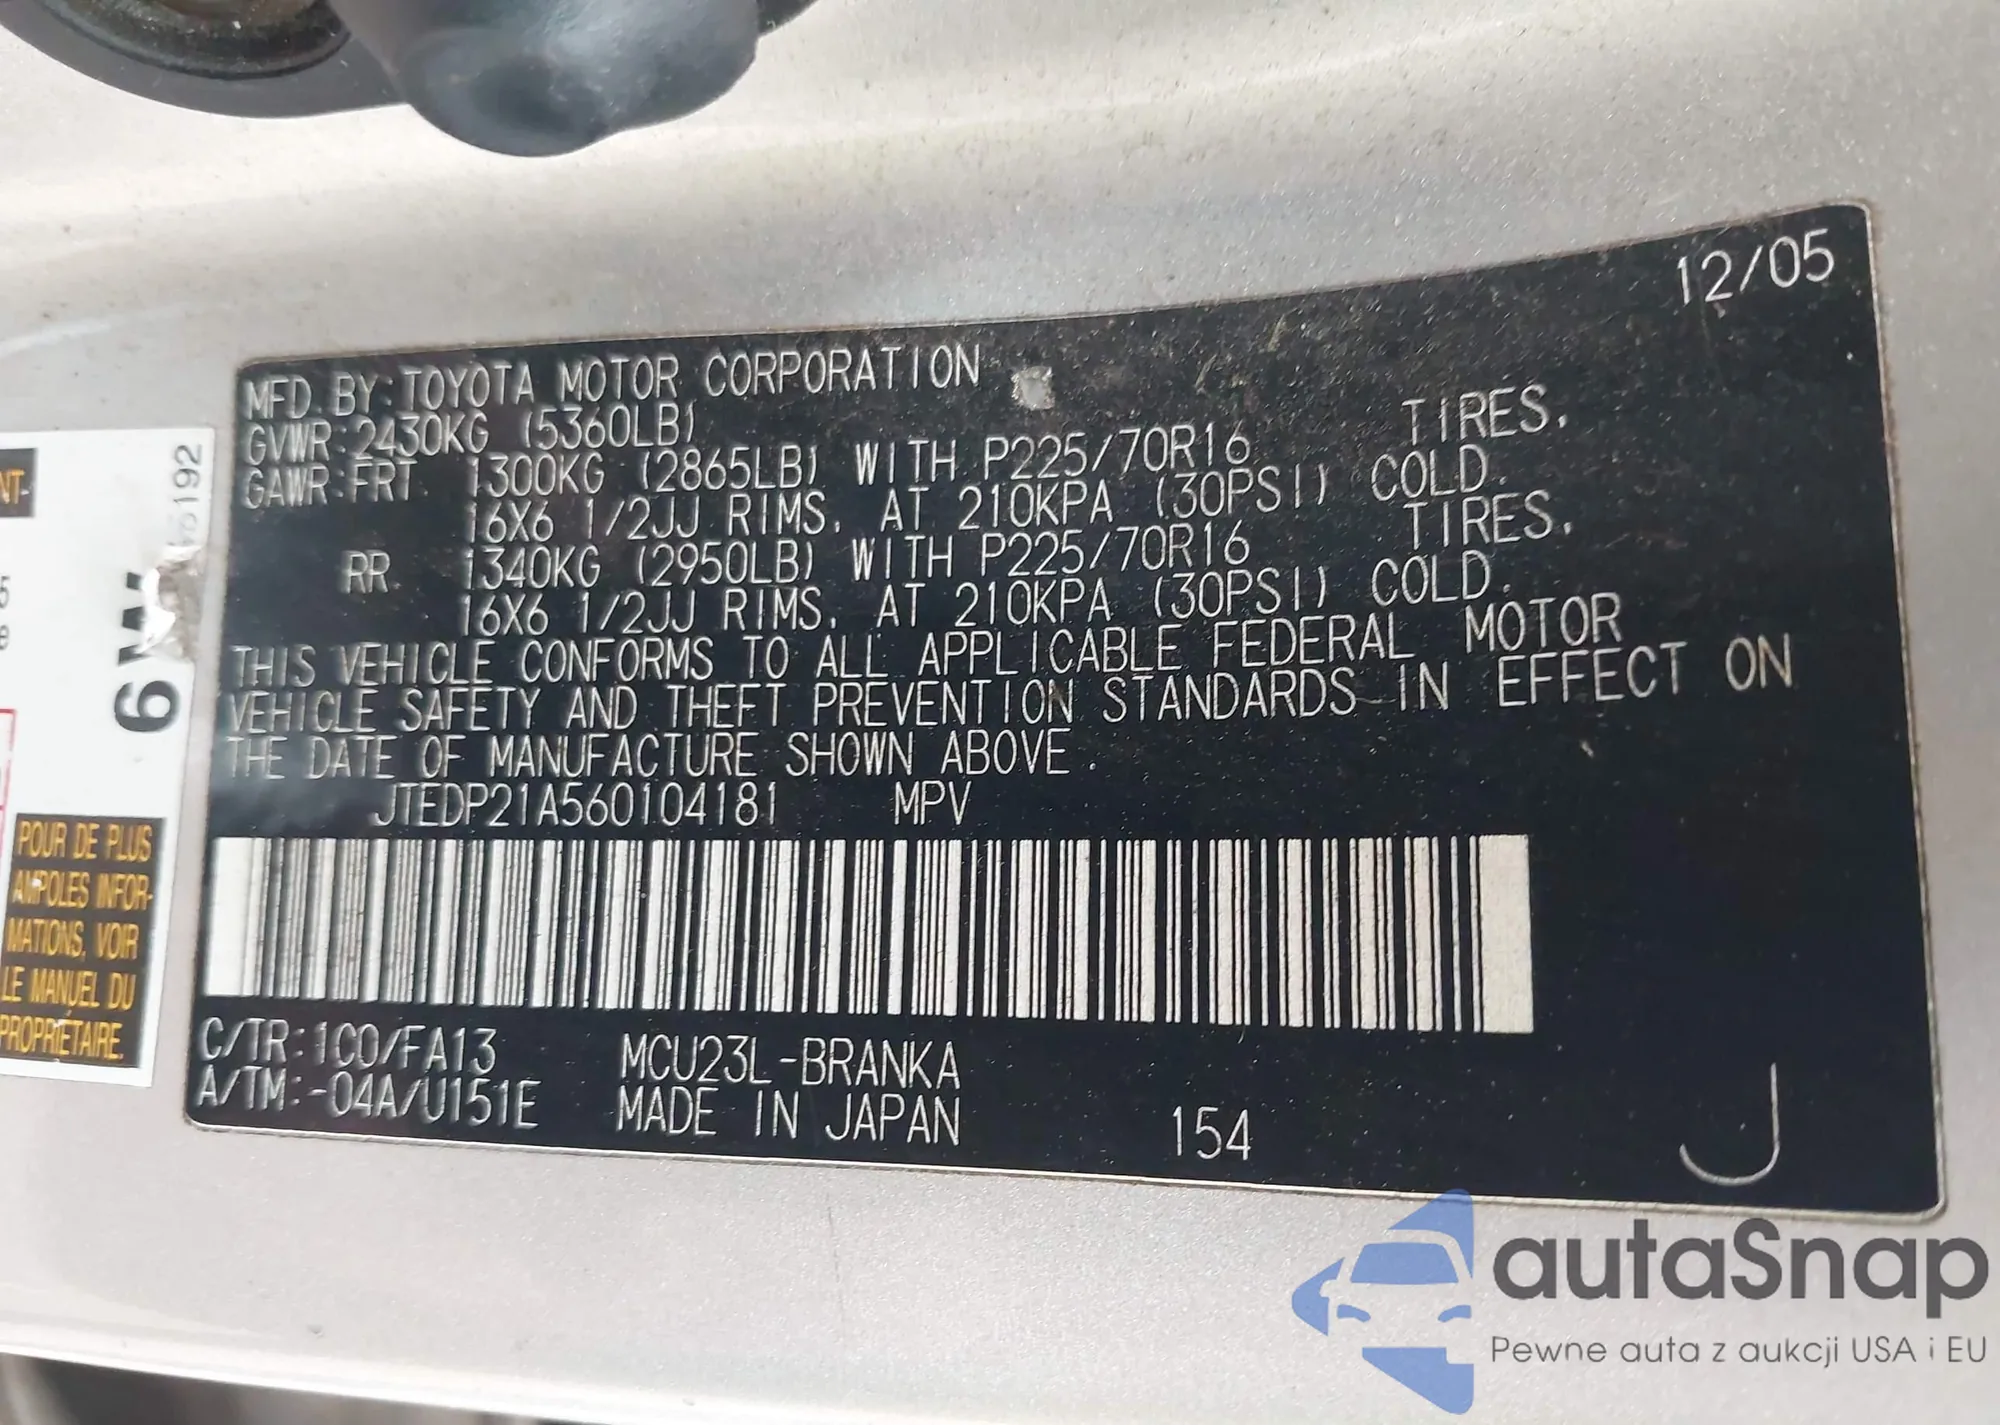 12/05
MFD. BY: TOYOTA MOTOR CORPORATION
GVWR: 2430KG (5360LB)
GAWR: FRT. 1300KG (2865LB) WITH P225/70R16 TIRES,
16X6 1/2JJ RIMS, AT 210KPA (30PSI) COLD.
RR. 1340KG (2950LB) WITH P225/70R16 TIRES,
16X6 1/2JJ RIMS, AT 210KPA (30PSI) COLD.
THIS VEHICLE CONFORMS TO ALL APPLICABLE FEDERAL MOTOR
VEHICLE SAFETY AND THEFT PREVENTION STANDARDS IN EFFECT ON
THE DATE OF MANUFACTURE SHOWN ABOVE.
JTEDP21A560104181 MPV
C/TR: 1C0/FA13 MCU23L-BRANKA
A/TM: -04A/U151E MADE IN JAPAN 154
J
NT-
192
6W
5
POUR DE PLUS
AMPOLES INFOR-
MATIONS, VOIR
LE MANUEL DU
PROPRIÉTAIRE.
autaSnap
Pewne auta z aukcji USA i EU